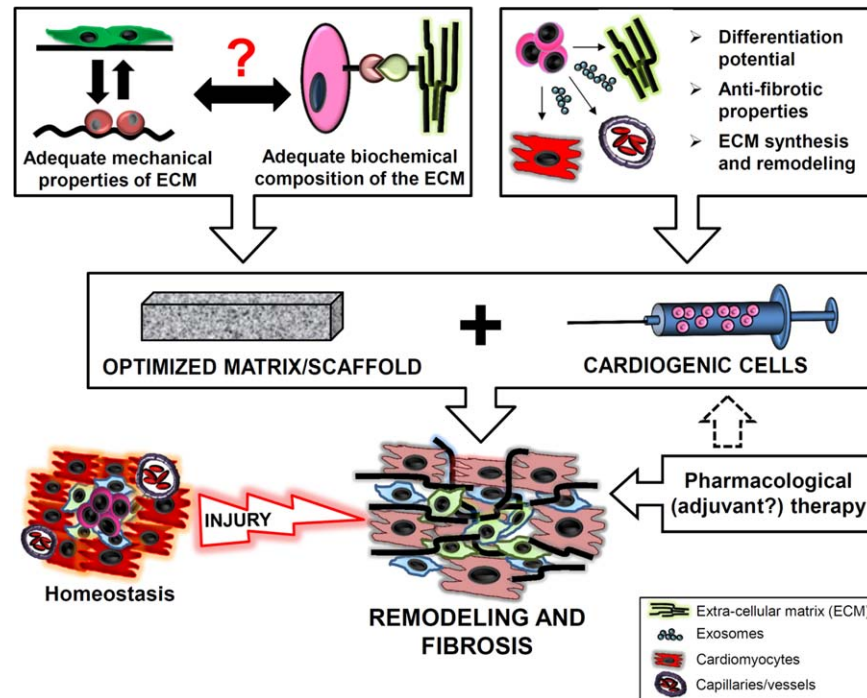 ?
Adequate mechanical
properties of ECM
Adequate biochemical
composition of the ECM
➢ Differentiation
potential
➢ Anti-fibrotic
properties
➢ ECM synthesis
and remodeling
OPTIMIZED MATRIX/SCAFFOLD
+
CARDIOGENIC CELLS
Pharmacological
(adjuvant?) therapy
INJURY
Homeostasis
REMODELING AND
FIBROSIS
Extra-cellular matrix (ECM)
Exosomes
Cardiomyocytes
Capillaries/vessels